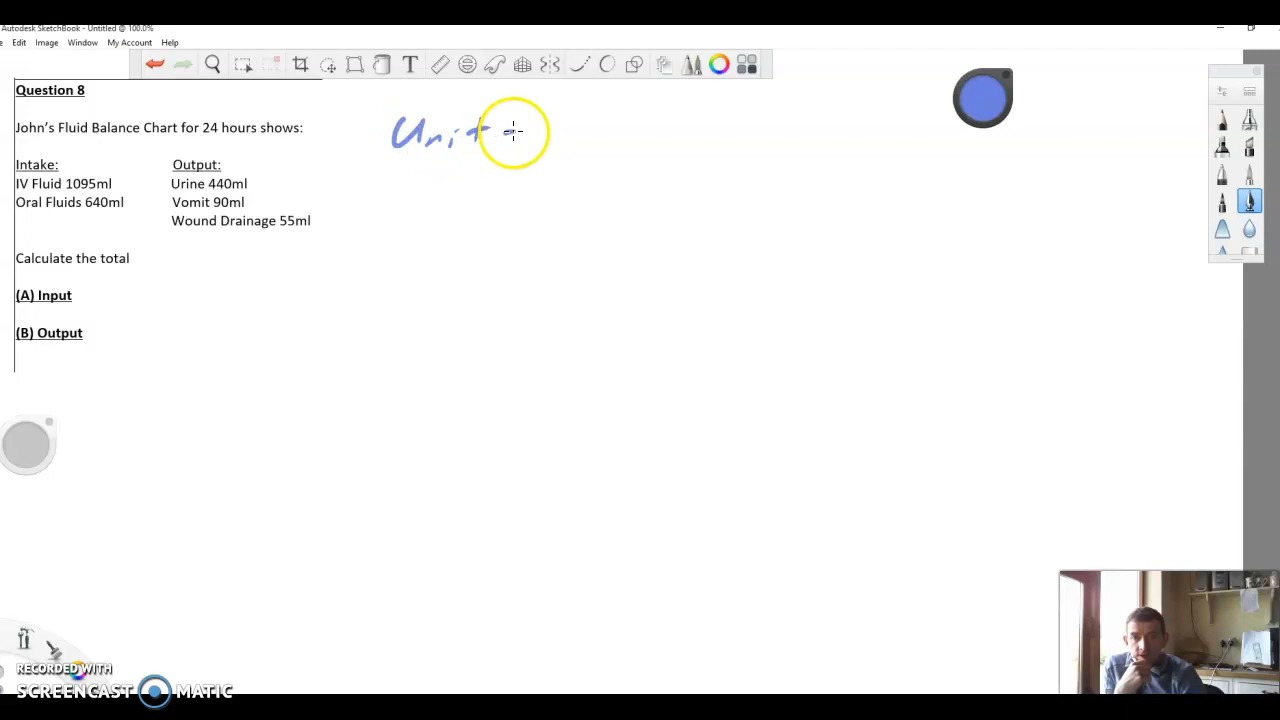 Autodesk SketchBook - Untitled @ 100.0%
Edit Image Window My Account Help
Question 8
John's Fluid Balance Chart for 24 hours shows:
Unit -
Intake: Output:
IV Fluid 1095ml Urine 440ml
Oral Fluids 640ml Vomit 90ml
Wound Drainage 55ml
Calculate the total
(A) Input
(B) Output
RECORDED WITH
SCREENCAST MATIC